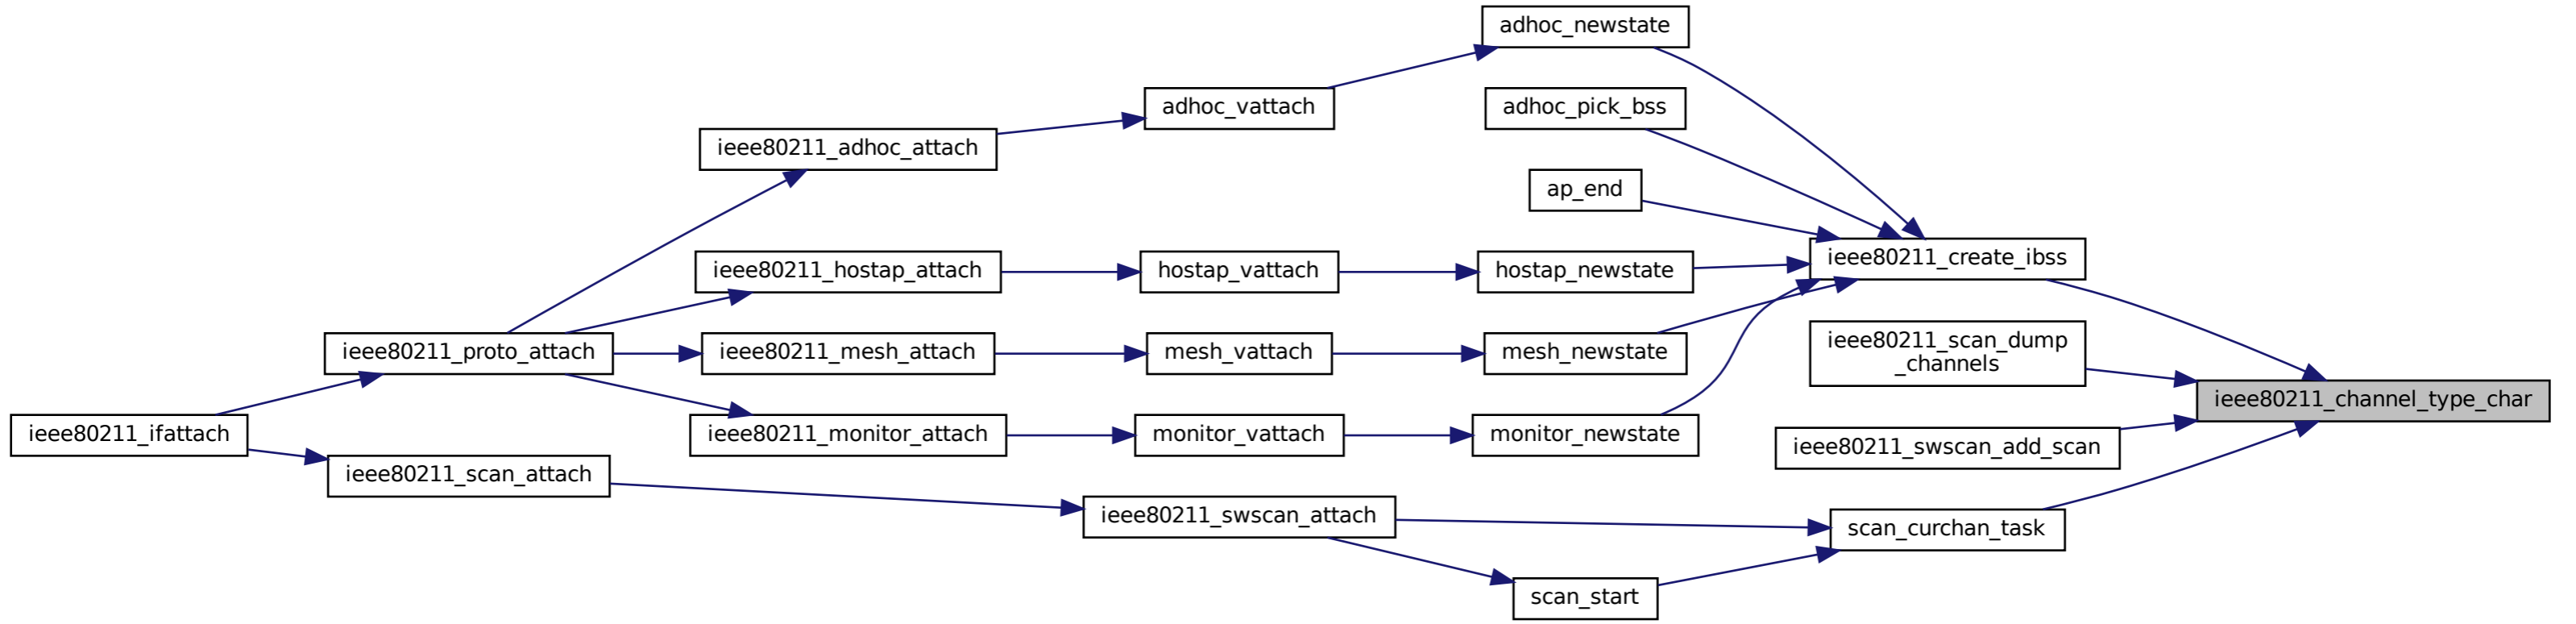 adhoc_newstate
adhoc_pick_bss
adhoc_vattach
ieee80211_adhoc_attach
ap_end
ieee80211_create_ibss
ieee80211_hostap_attach
hostap_vattach
hostap_newstate
ieee80211_scan_dump
_channels
ieee80211_proto_attach
ieee80211_mesh_attach
mesh_vattach
mesh_newstate
ieee80211_channel_type_char
ieee80211_ifattach
ieee80211_monitor_attach
monitor_vattach
monitor_newstate
ieee80211_swscan_add_scan
ieee80211_scan_attach
ieee80211_swscan_attach
scan_curchan_task
scan_start